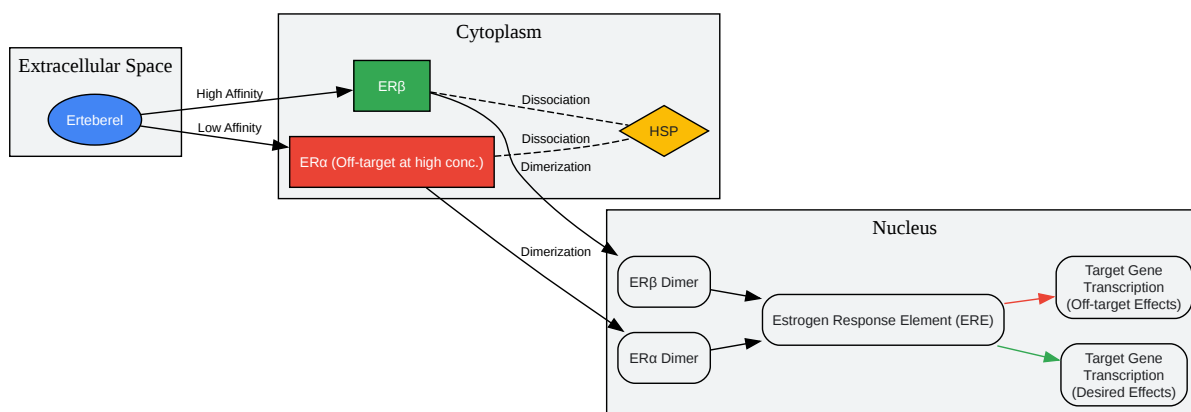 Extracellular Space
Erteberel
High Affinity
Low Affinity
Cytoplasm
ERβ
ERα (Off-target at high conc.)
Dissociation
Dissociation
HSP
Dimerization
Dimerization
Nucleus
ERβ Dimer
ERα Dimer
Estrogen Response Element (ERE)
Target Gene
Transcription
(Off-target Effects)
Target Gene
Transcription
(Desired Effects)